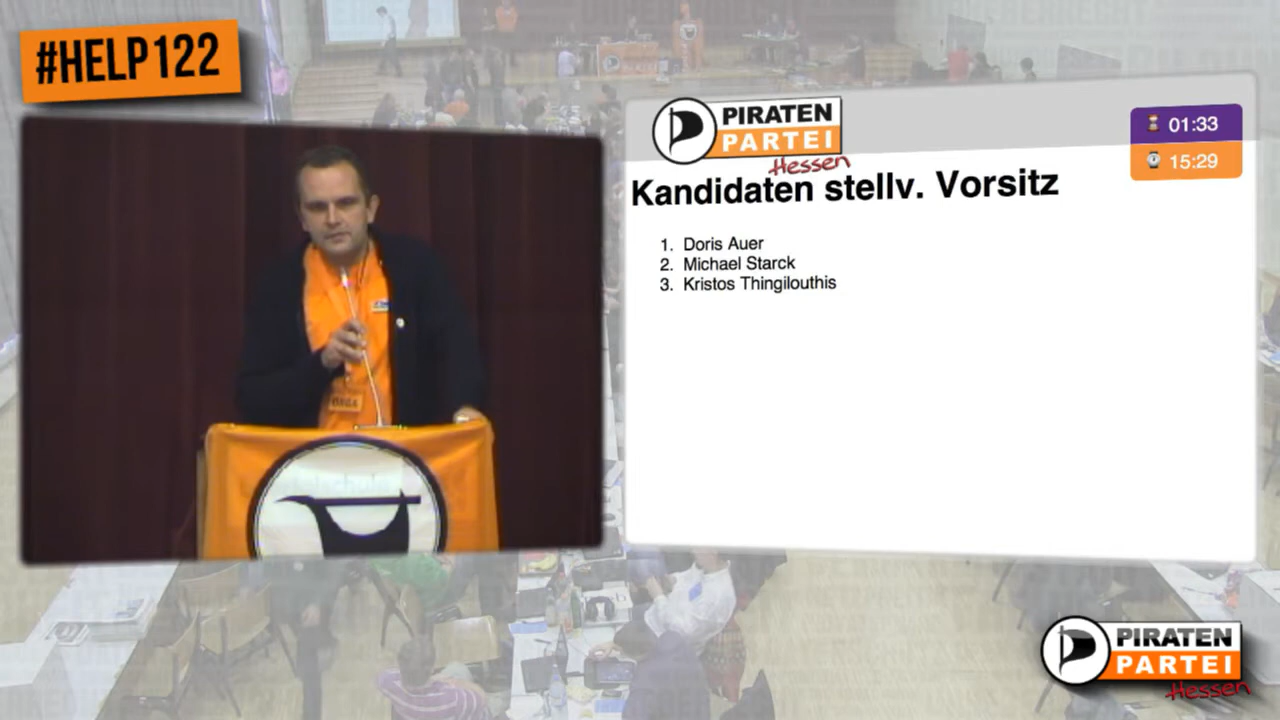 #HELP122
PIRATEN
PARTEI
Hessen
01:33
15:29
Kandidaten stellv. Vorsitz
1. Doris Auer
2. Michael Starck
3. Kristos Thingilouthis
PIRATEN
PARTEI
Hessen